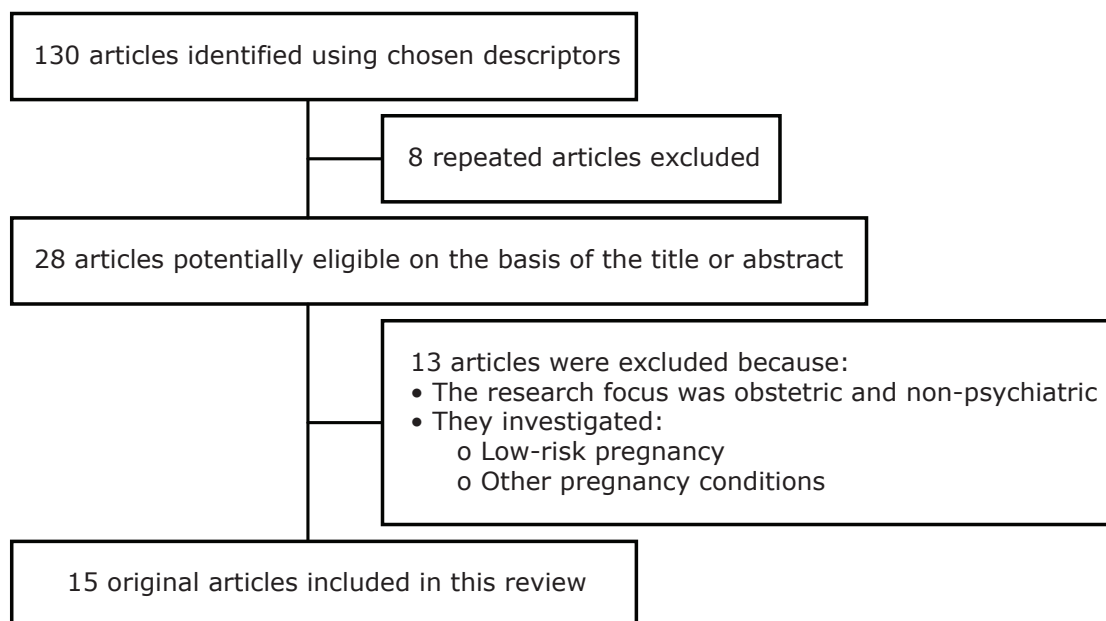 130 articles identified using chosen descriptors
8 repeated articles excluded
28 articles potentially eligible on the basis of the title or abstract
13 articles were excluded because:
• The research focus was obstetric and non-psychiatric
• They investigated:
o Low-risk pregnancy
o Other pregnancy conditions
15 original articles included in this review